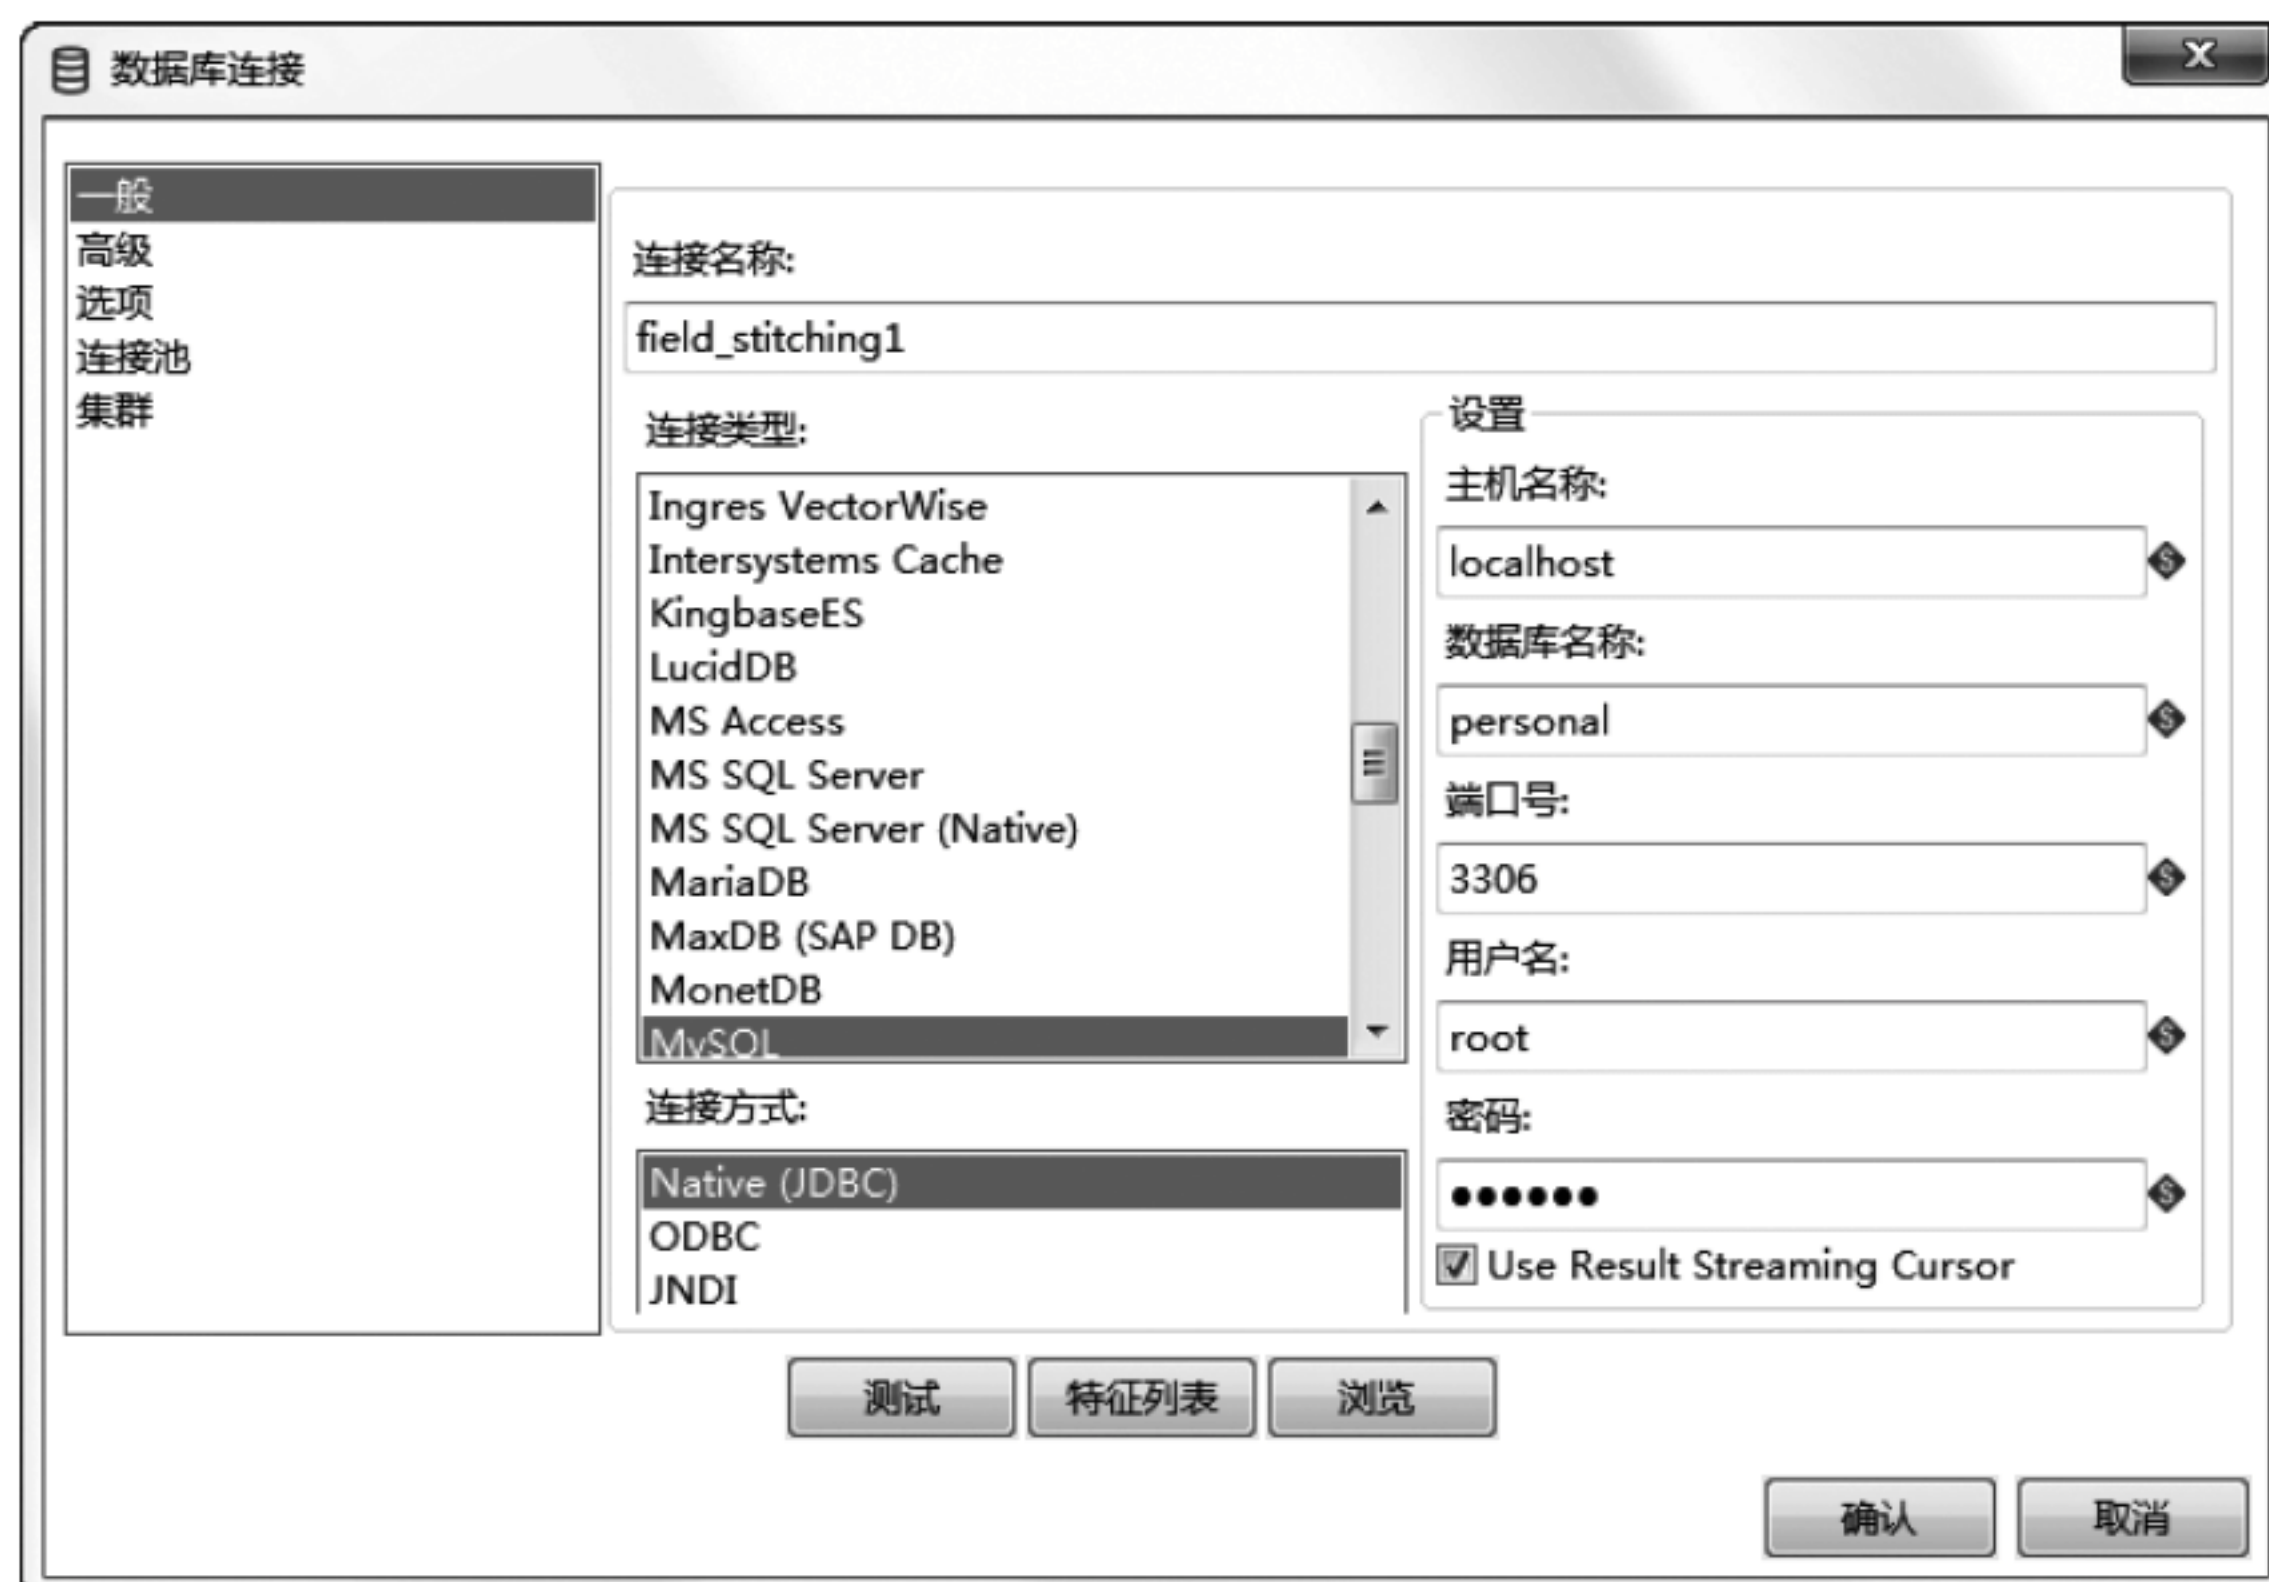 数据库连接
一般
高级
选项
连接池
集群
连接名称:
field_stitching1
连接类型:
Ingres VectorWise
Intersystems Cache
KingbaseES
LucidDB
MS Access
MS SQL Server
MS SQL Server (Native)
MariaDB
MaxDB (SAP DB)
MonetDB
MySQL
连接方式:
Native (JDBC)
ODBC
JNDI
设置
主机名称:
localhost
数据库名称:
personal
端口号:
3306
用户名:
root
密码:
●●●●●●
Use Result Streaming Cursor
测试 特征列表 浏览
确认 取消